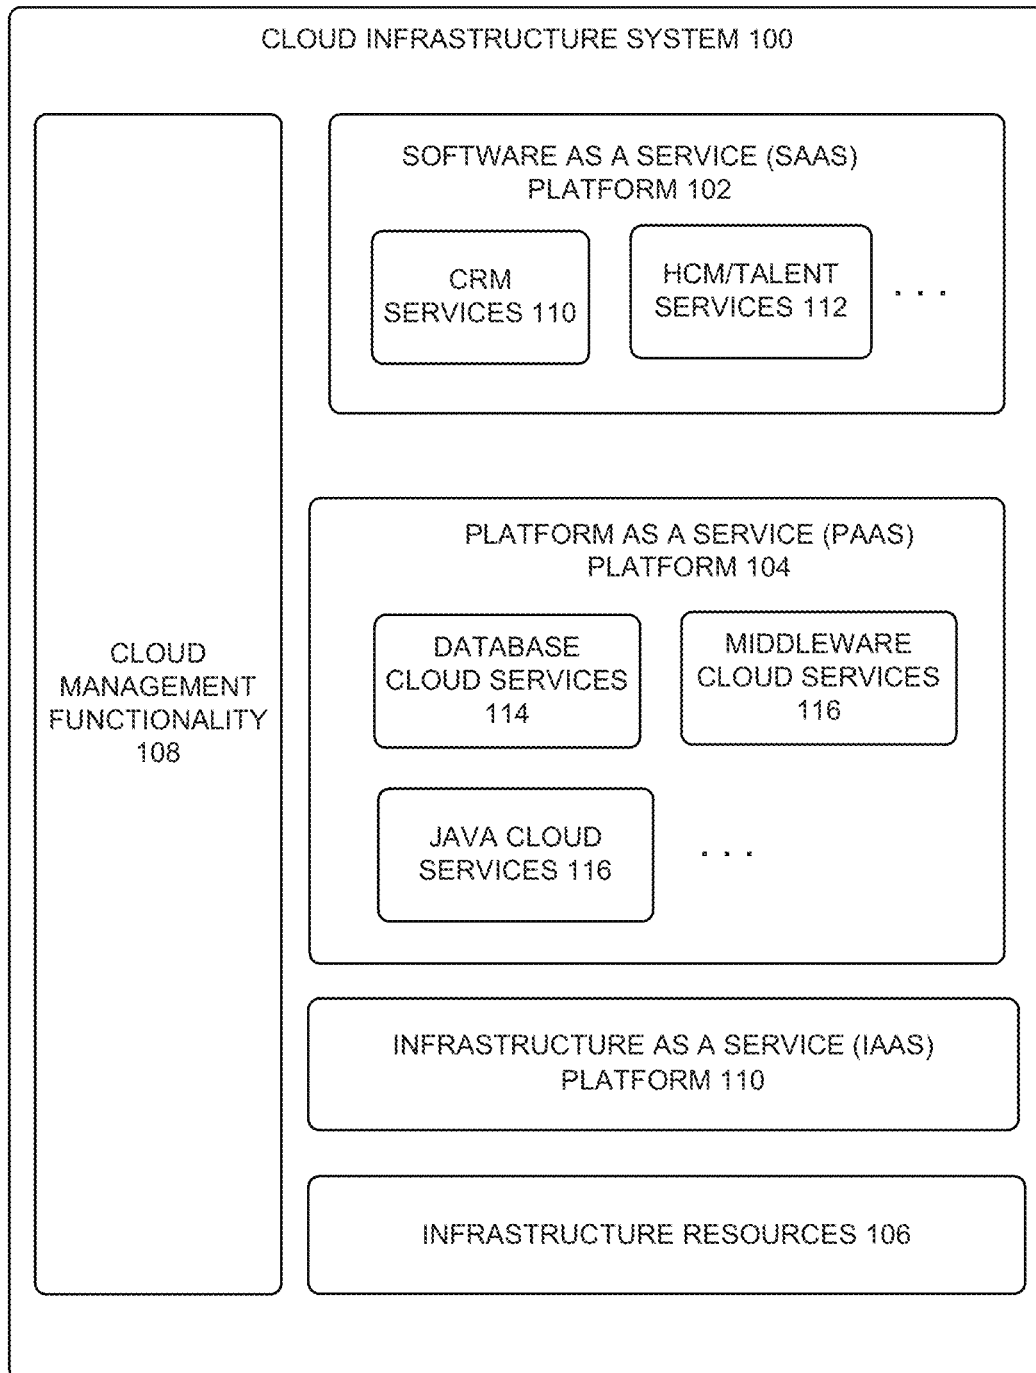 CLOUD INFRASTRUCTURE SYSTEM 100
SOFTWARE AS A SERVICE (SAAS)
PLATFORM 102
CRM
SERVICES 110
HCM/TALENT
SERVICES 112
. . .
PLATFORM AS A SERVICE (PAAS)
PLATFORM 104
DATABASE
CLOUD SERVICES
114
MIDDLEWARE
CLOUD SERVICES
116
JAVA CLOUD
SERVICES 116
. . .
CLOUD
MANAGEMENT
FUNCTIONALITY
108
INFRASTRUCTURE AS A SERVICE (IAAS)
PLATFORM 110
INFRASTRUCTURE RESOURCES 106